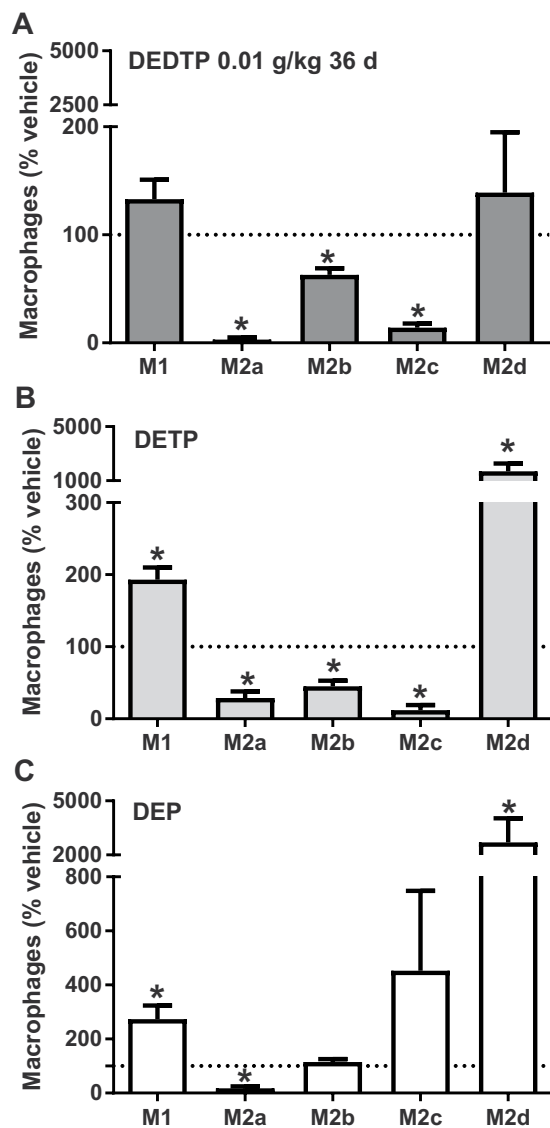 A
DEDTP 0.01 g/kg 36 d
Macrophages (% vehicle)
5000
2500
200
100
0
*
*
*
M1 M2a M2b M2c M2d
B
DETP
Macrophages (% vehicle)
5000
1000
300
200
100
0
*
*
*
*
*
M1 M2a M2b M2c M2d
C
DEP
Macrophages (% vehicle)
5000
2000
800
600
400
200
0
*
*
*
M1 M2a M2b M2c M2d